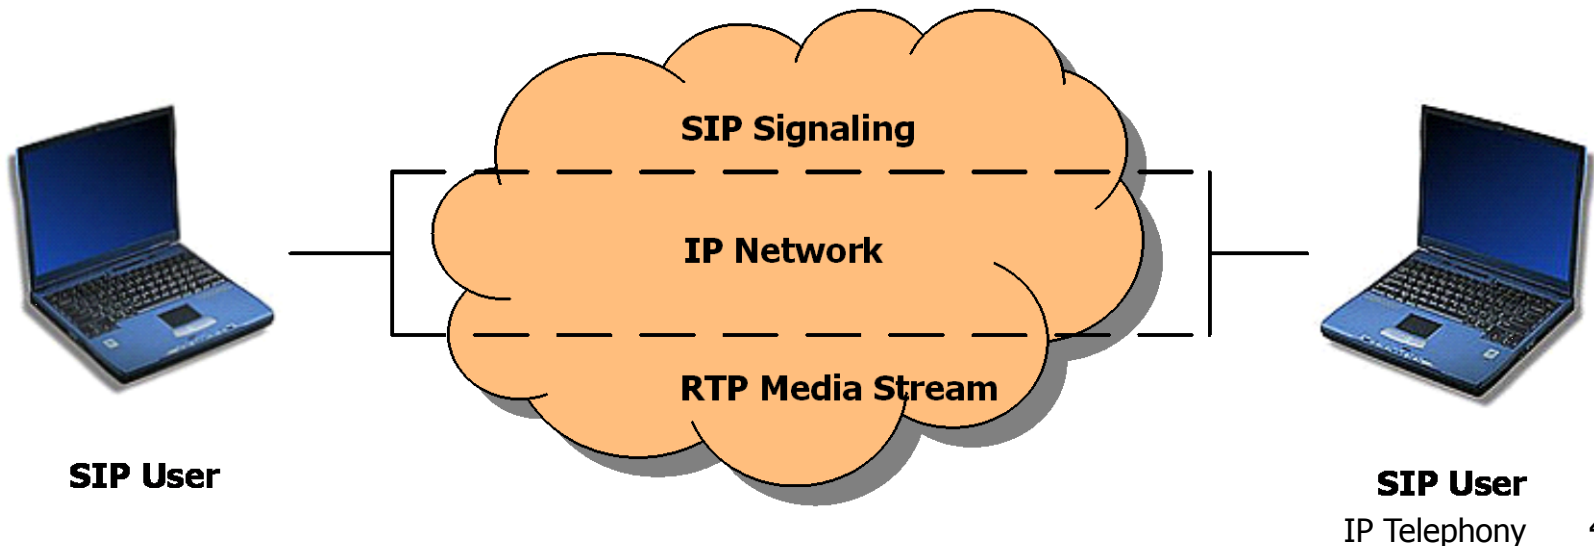 SIP Signaling
IP Network
RTP Media Stream
SIP User
SIP User
IP Telephony